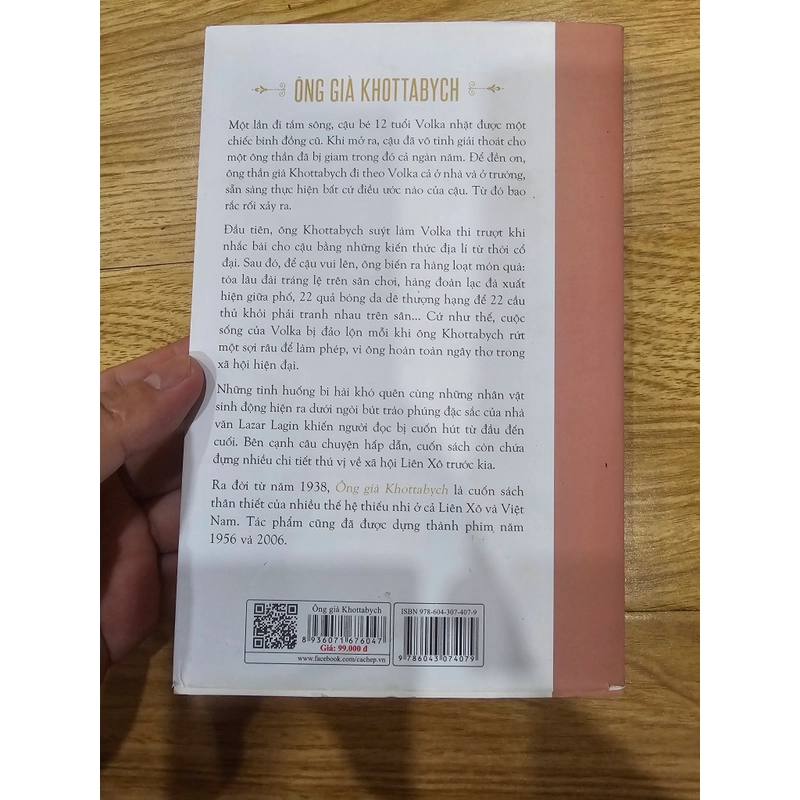 ÔNG GIÀ KHOTTABYCH
Một lần đi tắm sông, cậu bé 12 tuổi Volka nhặt được một
chiếc bình đồng cũ. Khi mở ra, cậu đã vô tình giải thoát cho
một ông thần đã bị giam trong đó cả ngàn năm. Để đền ơn,
ông thần già Khottabych đi theo Volka cả ở nhà và ở trường,
sẵn sàng thực hiện bất cứ điều ước nào của cậu. Từ đó bao
rắc rối xảy ra.
Đầu tiên, ông Khottabych suýt làm Volka thi trượt khi
nhắc bài cho cậu bằng những kiến thức địa lí từ thời cổ
đại. Sau đó, để cậu vui lên, ông biến ra hàng loạt món quà:
tòa lâu đài tráng lệ trên sân chơi, hàng đoàn lạc đà xuất
hiện giữa phố, 22 quả bóng da dê thượng hạng để 22 cầu
thủ khỏi phải tranh nhau trên sân... Cứ như thế, cuộc
sống của Volka bị đảo lộn mỗi khi ông Khottabych rứt
một sợi râu để làm phép, vì ông hoàn toàn ngây thơ trong
xã hội hiện đại.
Những tình huống bi hài khó quên cùng những nhân vật
sinh động hiện ra dưới ngòi bút trào phúng đặc sắc của nhà
văn Lazar Lagin khiến người đọc bị cuốn hút từ đầu đến
cuối. Bên cạnh câu chuyện hấp dẫn, cuốn sách còn chứa
đựng nhiều chi tiết thú vị về xã hội Liên Xô trước kia.
Ra đời từ năm 1938, Ông già Khottabych là cuốn sách
thân thiết của nhiều thế hệ thiếu nhi ở cả Liên Xô và Việt
Nam. Tác phẩm cũng đã được dựng thành phim năm
1956 và 2006.
Ông già Khottabych
8 936071 676047
Giá: 99.000 đ
www.facebook.com/cachep.vn
ISBN 978-604-307-407-9
9 786043 074079